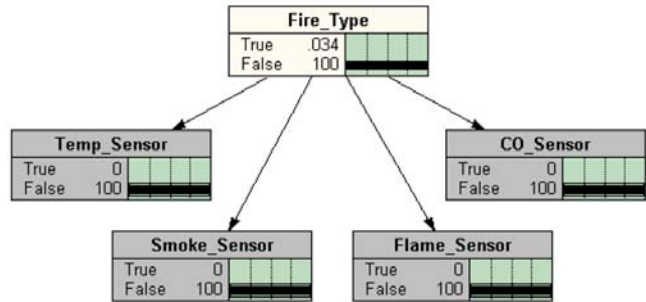 Fire_Type
True .034
False 100
Temp_Sensor
True 0
False 100
CO_Sensor
True 0
False 100
Smoke_Sensor
True 0
False 100
Flame_Sensor
True 0
False 100